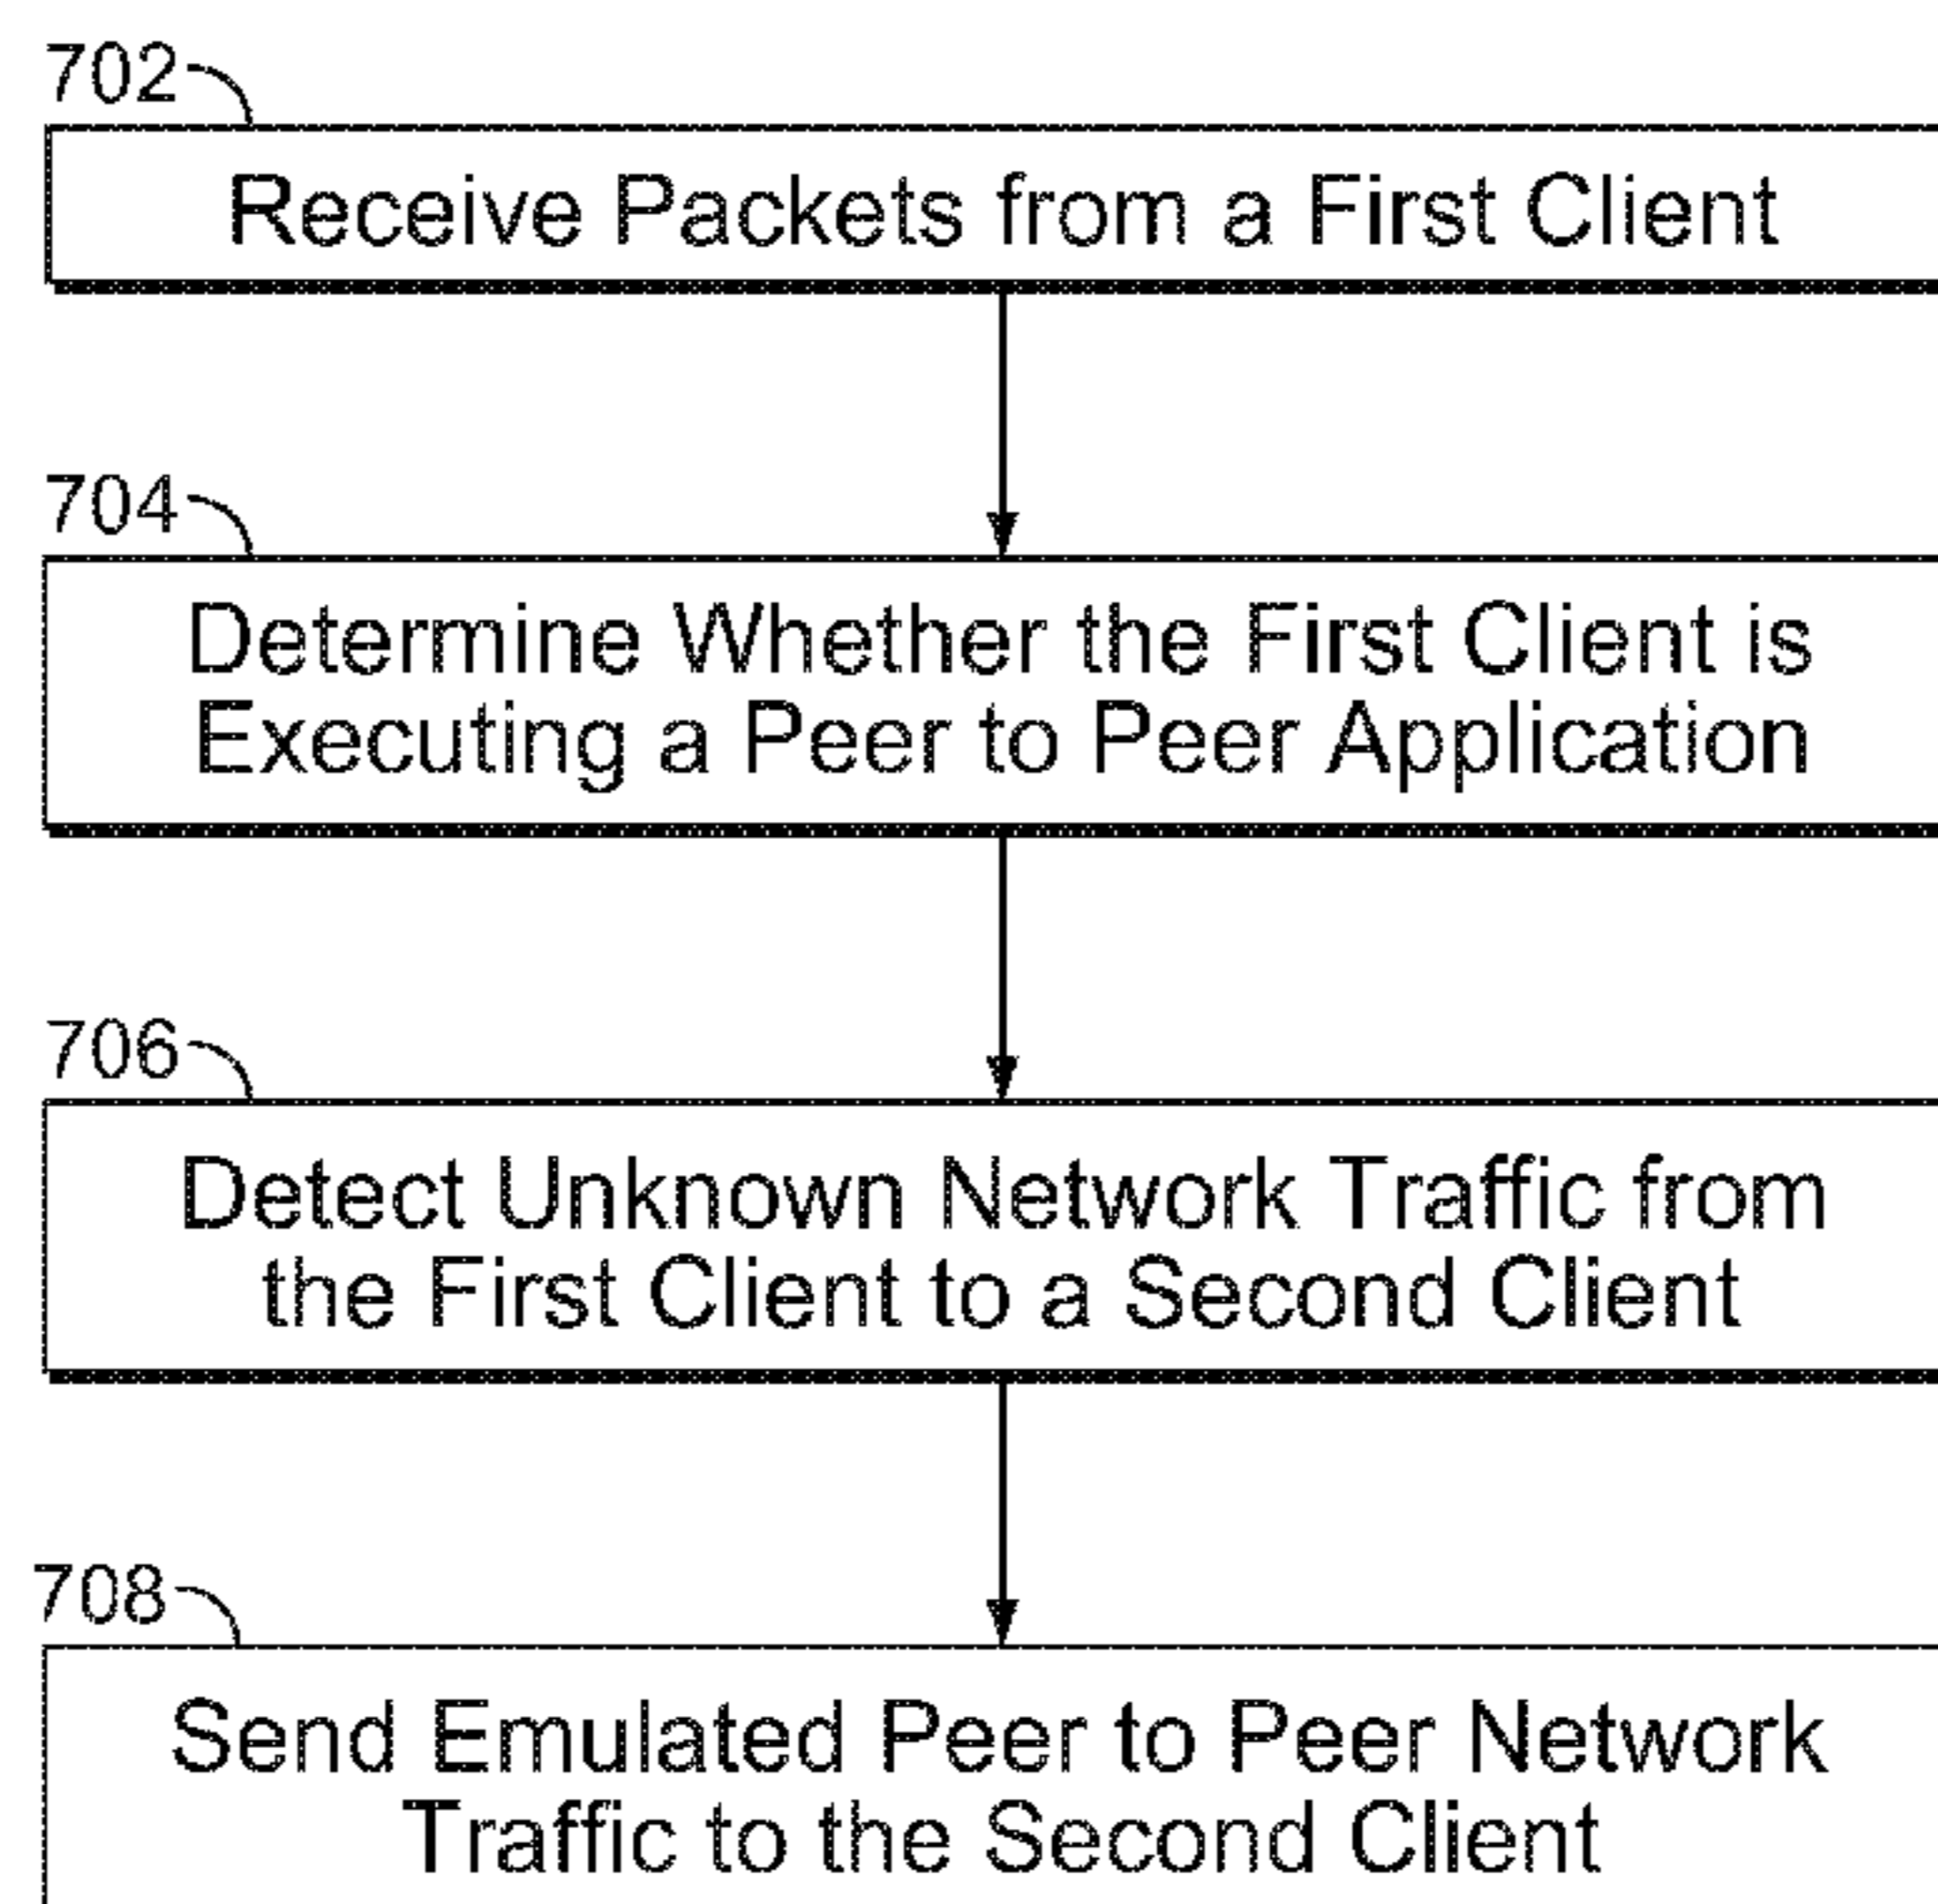 702
Receive Packets from a First Client
704
Determine Whether the First Client is
Executing a Peer to Peer Application
706
Detect Unknown Network Traffic from
the First Client to a Second Client
708
Send Emulated Peer to Peer Network
Traffic to the Second Client